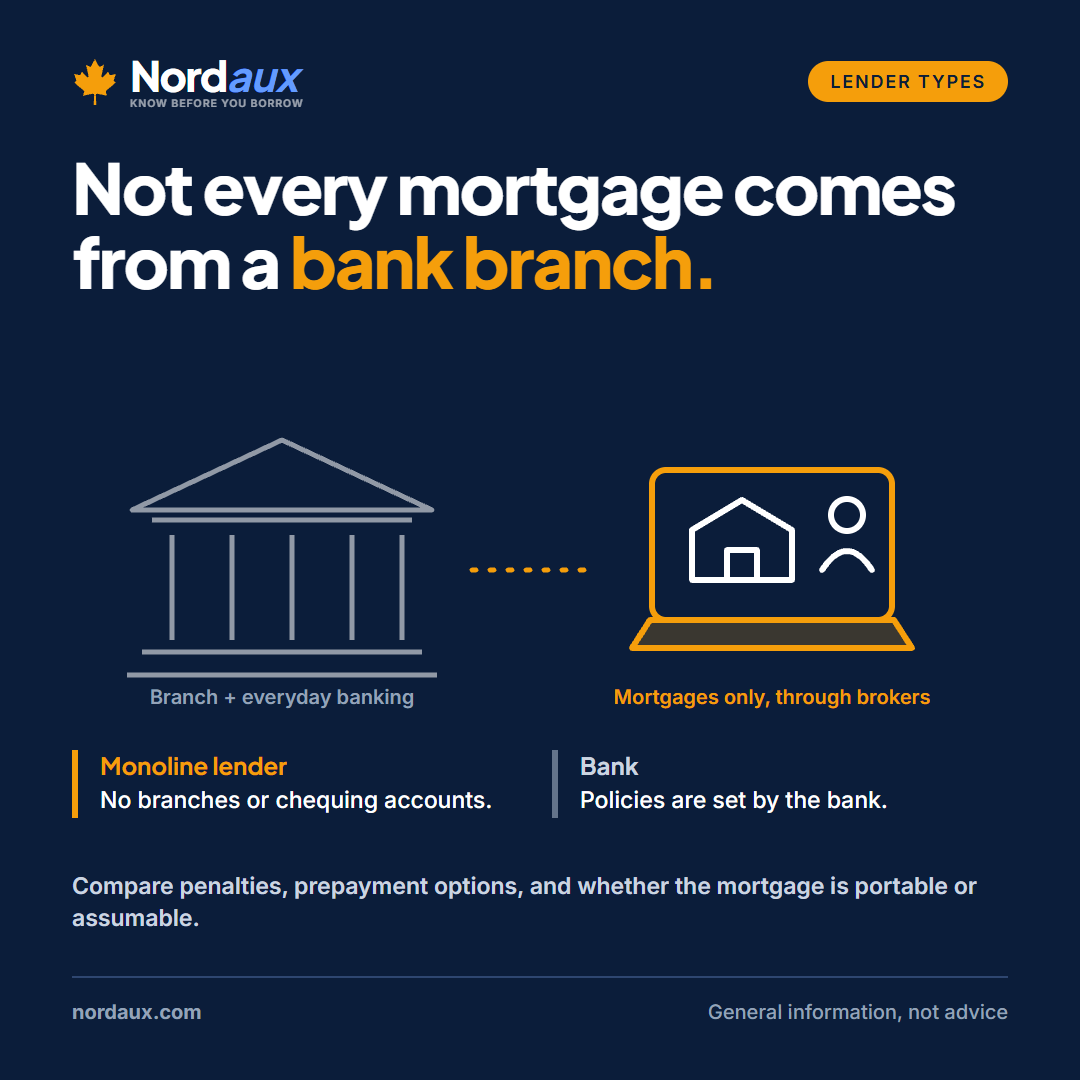 Nordaux
KNOW BEFORE YOU BORROW
LENDER TYPES
Not every mortgage comes
from a bank branch.
Branch + everyday banking
Mortgages only, through brokers
Monoline lender
No branches or chequing accounts.
Bank
Policies are set by the bank.
Compare penalties, prepayment options, and whether the mortgage is portable or
assumable.
nordaux.com
General information, not advice